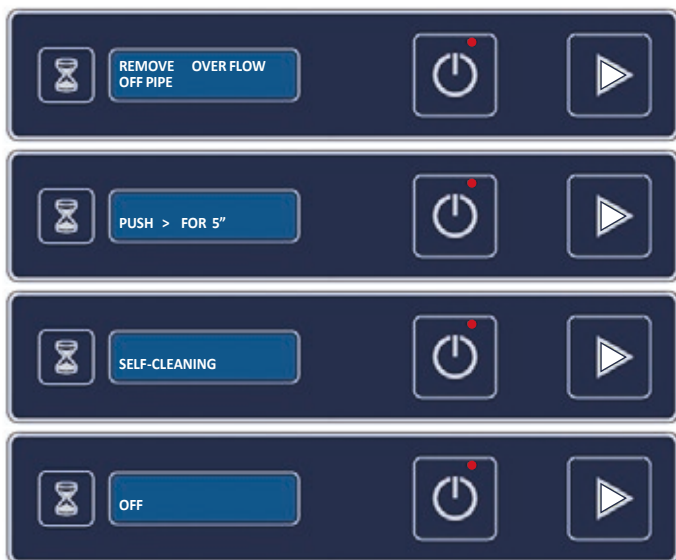 REMOVE OVER FLOW
OFF PIPE
PUSH > FOR 5”
SELF-CLEANING
OFF